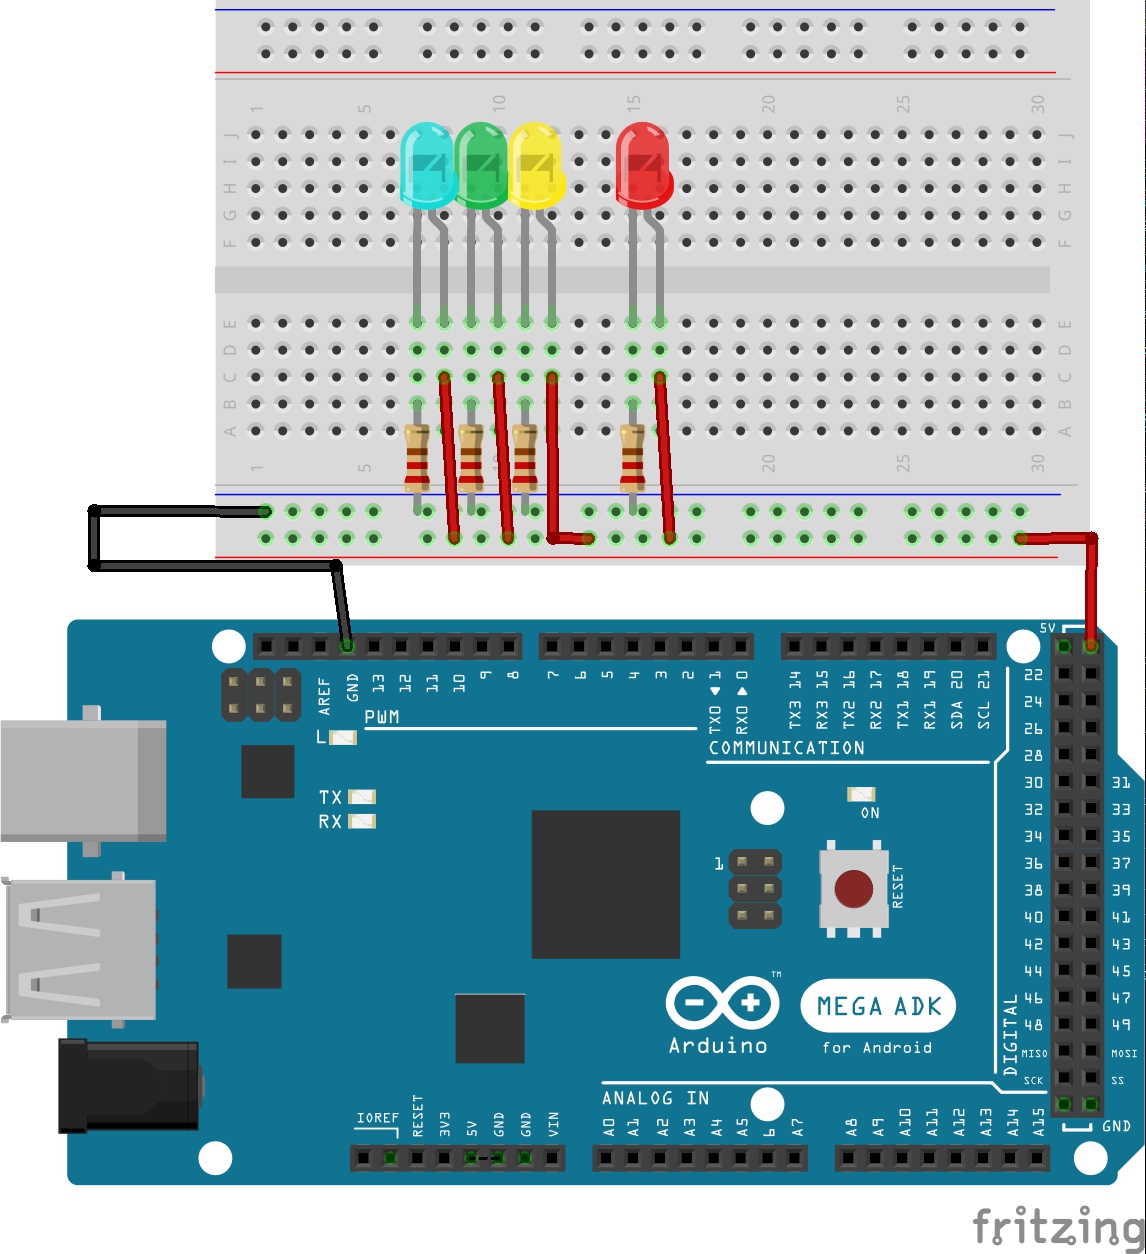 1 5 10 15 20 25 30
J J
I I
H H
G G
F F
E E
D D
C C
B B
A A
1 5 20 25 30
5V
AREF GND 13 12 11 10 9 8 7 6 5 4 3 2 TX0 1 RX0 0 TX3 14 RX3 15 TX2 16 RX2 17 TX1 18 RX1 19 SDA 20 SCL 21
PWM
COMMUNICATION
L
TX
RX
ON
1
RESET
22
24
26
28
30 31
32 33
34 35
36 37
38 39
40 41
42 43
44 45
46 47
48 49
MISO MOSI
SCK SS
DIGITAL
GND
TM
Arduino
MEGA ADK
for Android
ANALOG IN
IOREF RESET 3V3 5V GND GND VIN A0 A1 A2 A3 A4 A5 6 A7 A8 A9 A10 A11 A12 A13 A14 A15
fritzing